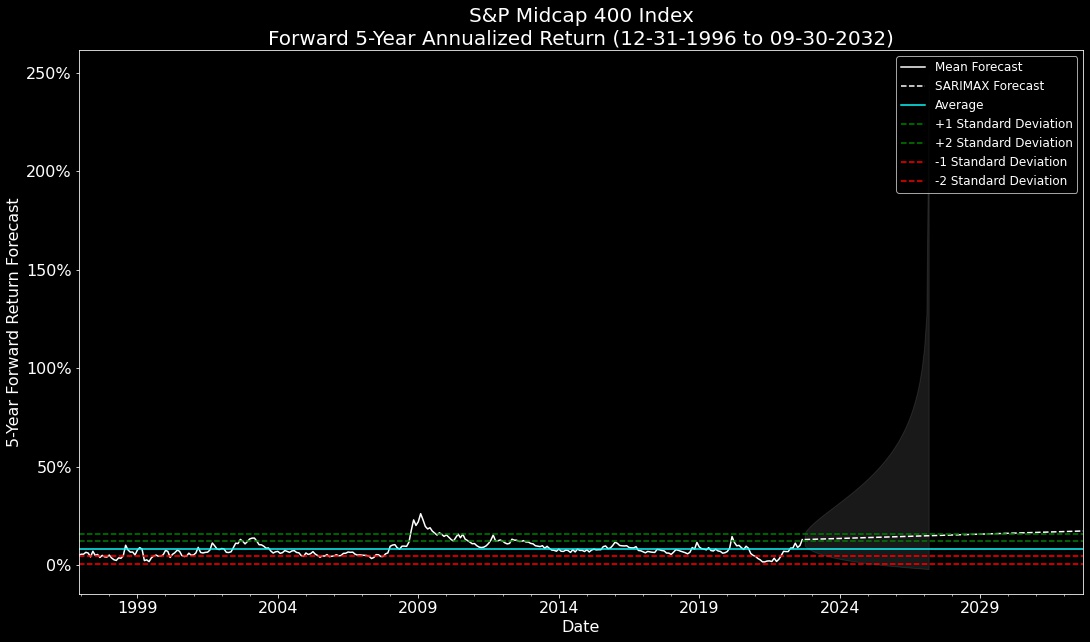 S&P Midcap 400 Index
Forward 5-Year Annualized Return (12-31-1996 to 09-30-2032)
250%
200%
150%
100%
50%
0%
5-Year Forward Return Forecast
Mean Forecast
SARIMAX Forecast
Average
+1 Standard Deviation
+2 Standard Deviation
-1 Standard Deviation
-2 Standard Deviation
1999 2004 2009 2014 2019 2024 2029
Date